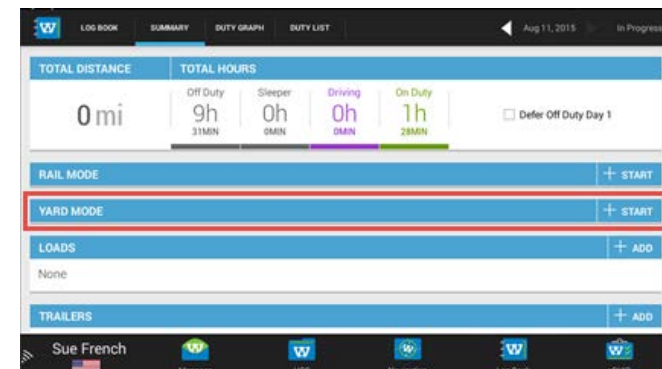 W LOG BOOK SUMMARY DUTY GRAPH DUTY LIST Aug 11, 2015 In Progress
TOTAL DISTANCE TOTAL HOURS
Off Duty Sleeper Driving On Duty
0 mi 9h 0h 0h 1h Defer Off Duty Day 1
31MIN 0MIN 0MIN 28MIN
RAIL MODE + START
YARD MODE + START
LOADS + ADD
None
TRAILERS + ADD
Sue French W W W W W